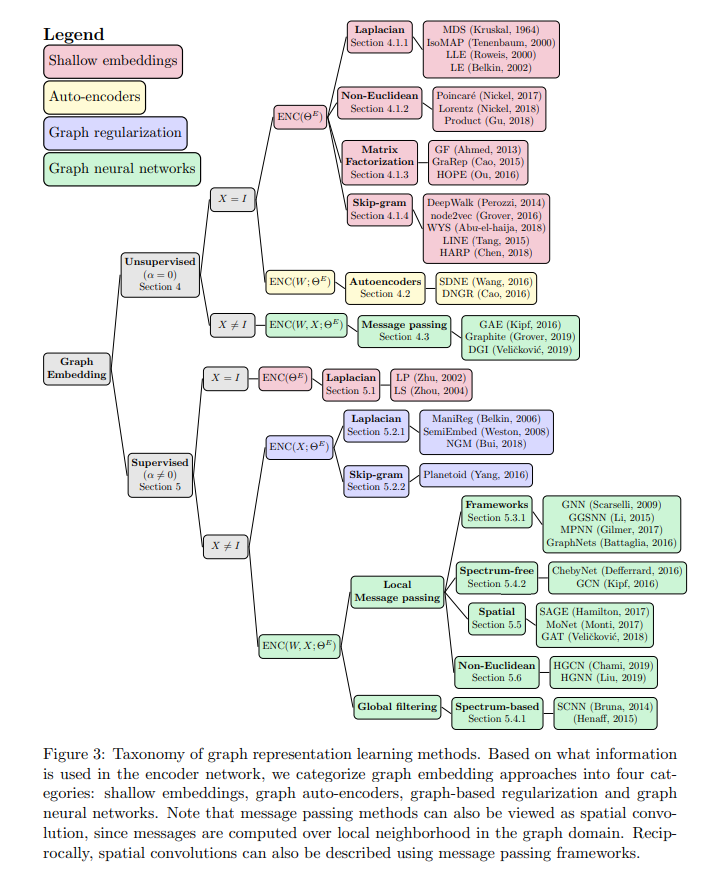 Legend
Shallow embeddings
Auto-encoders
Graph regularization
Graph neural networks
Graph
Embedding
Unsupervised
(α = 0)
Section 4
X = I
ENC(Θ^E)
Laplacian
Section 4.1.1
MDS (Kruskal, 1964)
IsoMAP (Tenenbaum, 2000)
LLE (Roweis, 2000)
LE (Belkin, 2002)
Non-Euclidean
Section 4.1.2
Poincaré (Nickel, 2017)
Lorentz (Nickel, 2018)
Product (Gu, 2018)
Matrix
Factorization
Section 4.1.3
GF (Ahmed, 2013)
GraRep (Cao, 2015)
HOPE (Ou, 2016)
Skip-gram
Section 4.1.4
DeepWalk (Perozzi, 2014)
node2vec (Grover, 2016)
WYS (Abu-el-haija, 2018)
LINE (Tang, 2015)
HARP (Chen, 2018)
ENC(W; Θ^E)
Autoencoders
Section 4.2
SDNE (Wang, 2016)
DNGR (Cao, 2016)
X ≠ I
ENC(W, X; Θ^E)
Message passing
Section 4.3
GAE (Kipf, 2016)
Graphite (Grover, 2019)
DGI (Veličković, 2019)
Supervised
(α ≠ 0)
Section 5
X = I
ENC(Θ^E)
Laplacian
Section 5.1
LP (Zhu, 2002)
LS (Zhou, 2004)
X ≠ I
ENC(X; Θ^E)
Laplacian
Section 5.2.1
ManiReg (Belkin, 2006)
SemiEmbed (Weston, 2008)
NGM (Bui, 2018)
Skip-gram
Section 5.2.2
Planetoid (Yang, 2016)
ENC(W, X; Θ^E)
Local
Message passing
Frameworks
Section 5.3.1
GNN (Scarselli, 2009)
GGSNN (Li, 2015)
MPNN (Gilmer, 2017)
GraphNets (Battaglia, 2016)
Spectrum-free
Section 5.4.2
ChebyNet (Defferrard, 2016)
GCN (Kipf, 2016)
Spatial
Section 5.5
SAGE (Hamilton, 2017)
MoNet (Monti, 2017)
GAT (Veličković, 2018)
Non-Euclidean
Section 5.6
HGCN (Chami, 2019)
HGNN (Liu, 2019)
Global filtering
Spectrum-based
Section 5.4.1
SCNN (Bruna, 2014)
(Henaff, 2015)
Figure 3: Taxonomy of graph representation learning methods. Based on what information
is used in the encoder network, we categorize graph embedding approaches into four cat-
egories: shallow embeddings, graph auto-encoders, graph-based regularization and graph
neural networks. Note that message passing methods can also be viewed as spatial convo-
lution, since messages are computed over local neighborhood in the graph domain. Recip-
rocally, spatial convolutions can also be described using message passing frameworks.